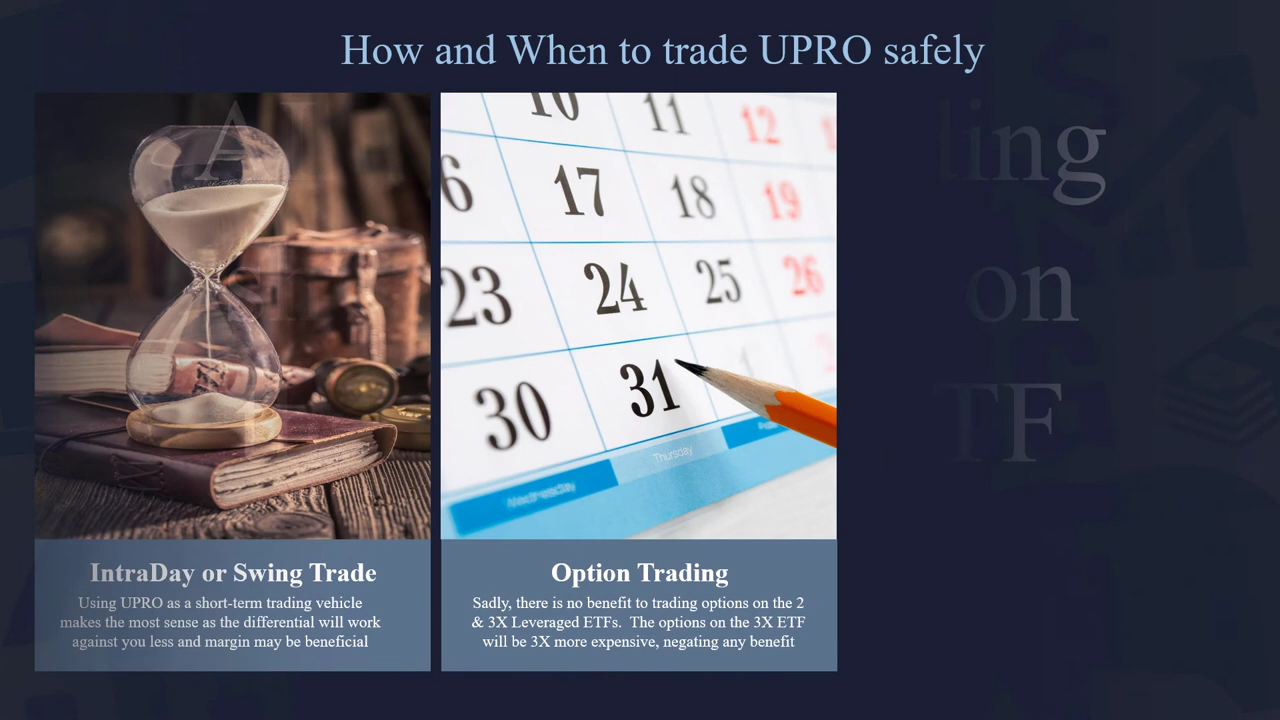 How and When to trade UPRO safely
ling
on
TF
10 11 12
6 17 18 19
23 24 25 26
30 31 1
Wednesday Thursday
IntraDay or Swing Trade
Using UPRO as a short-term trading vehicle
makes the most sense as the differential will work
against you less and margin may be beneficial
Option Trading
Sadly, there is no benefit to trading options on the 2
& 3X Leveraged ETFs. The options on the 3X ETF
will be 3X more expensive, negating any benefit